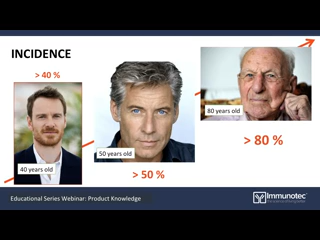 INCIDENCE
> 40 %
40 years old
50 years old
> 50 %
80 years old
> 80 %
Educational Series Webinar: Product Knowledge
Immunotec